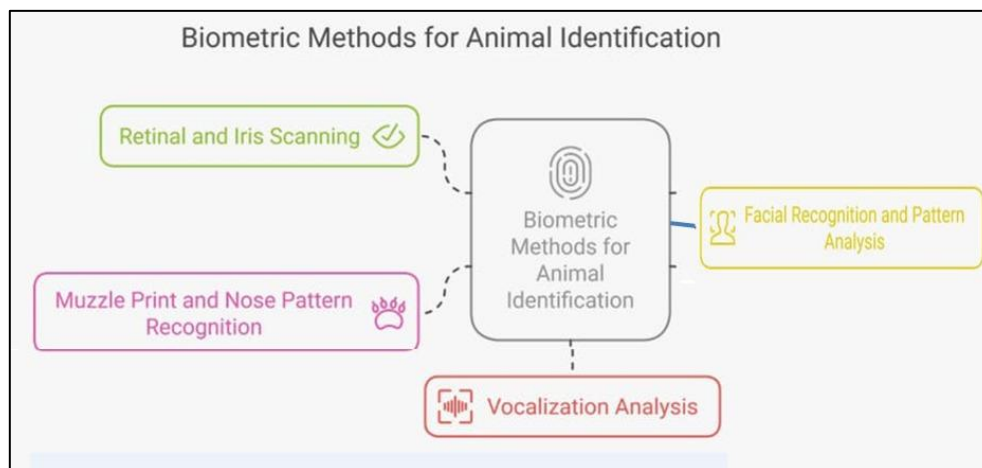 Biometric Methods for Animal Identification
Retinal and Iris Scanning
Biometric
Methods for
Animal
Identification
Facial Recognition and Pattern
Analysis
Muzzle Print and Nose Pattern
Recognition
Vocalization Analysis